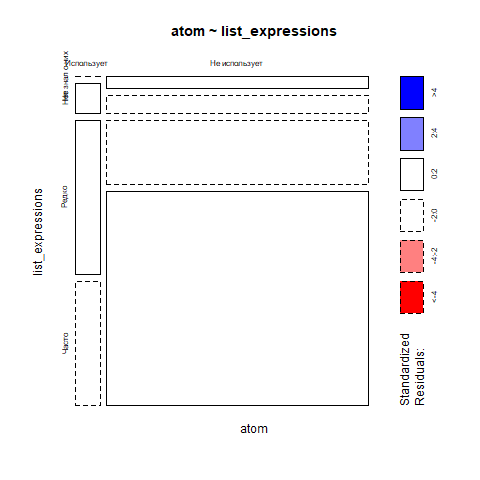 atom ~ list_expressions
Использует
Не использует
Не знал о них
Редко
Часто
list_expressions
atom
>4
2:4
0:2
-2:0
-4:-2
<-4
Standardized
Residuals: